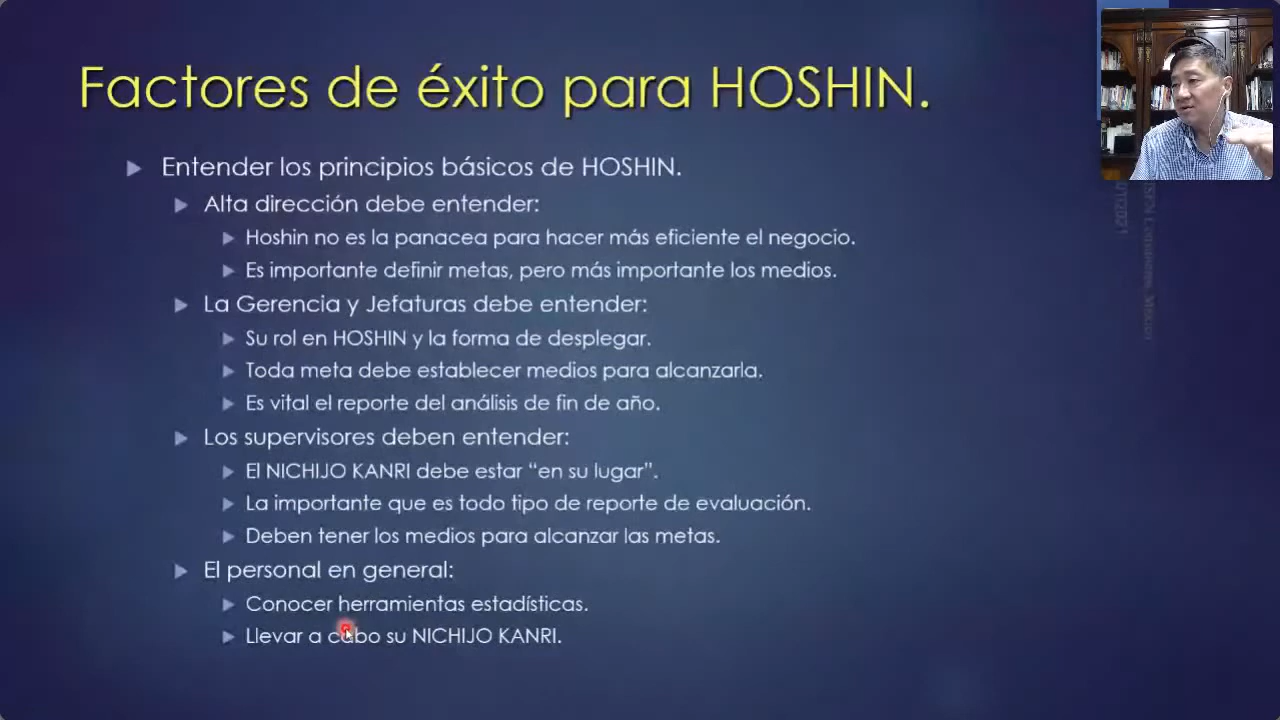 Factores de éxito para HOSHIN.
Entender los principios básicos de HOSHIN.
Alta dirección debe entender:
Hoshin no es la panacea para hacer más eficiente el negocio.
Es importante definir metas, pero más importante los medios.
La Gerencia y Jefaturas debe entender:
Su rol en HOSHIN y la forma de desplegar.
Toda meta debe establecer medios para alcanzarla.
Es vital el reporte del análisis de fin de año.
Los supervisores deben entender:
El NICHIJO KANRI debe estar “en su lugar”.
La importante que es todo tipo de reporte de evaluación.
Deben tener los medios para alcanzar las metas.
El personal en general:
Conocer herramientas estadísticas.
Llevar a cabo su NICHIJO KANRI.